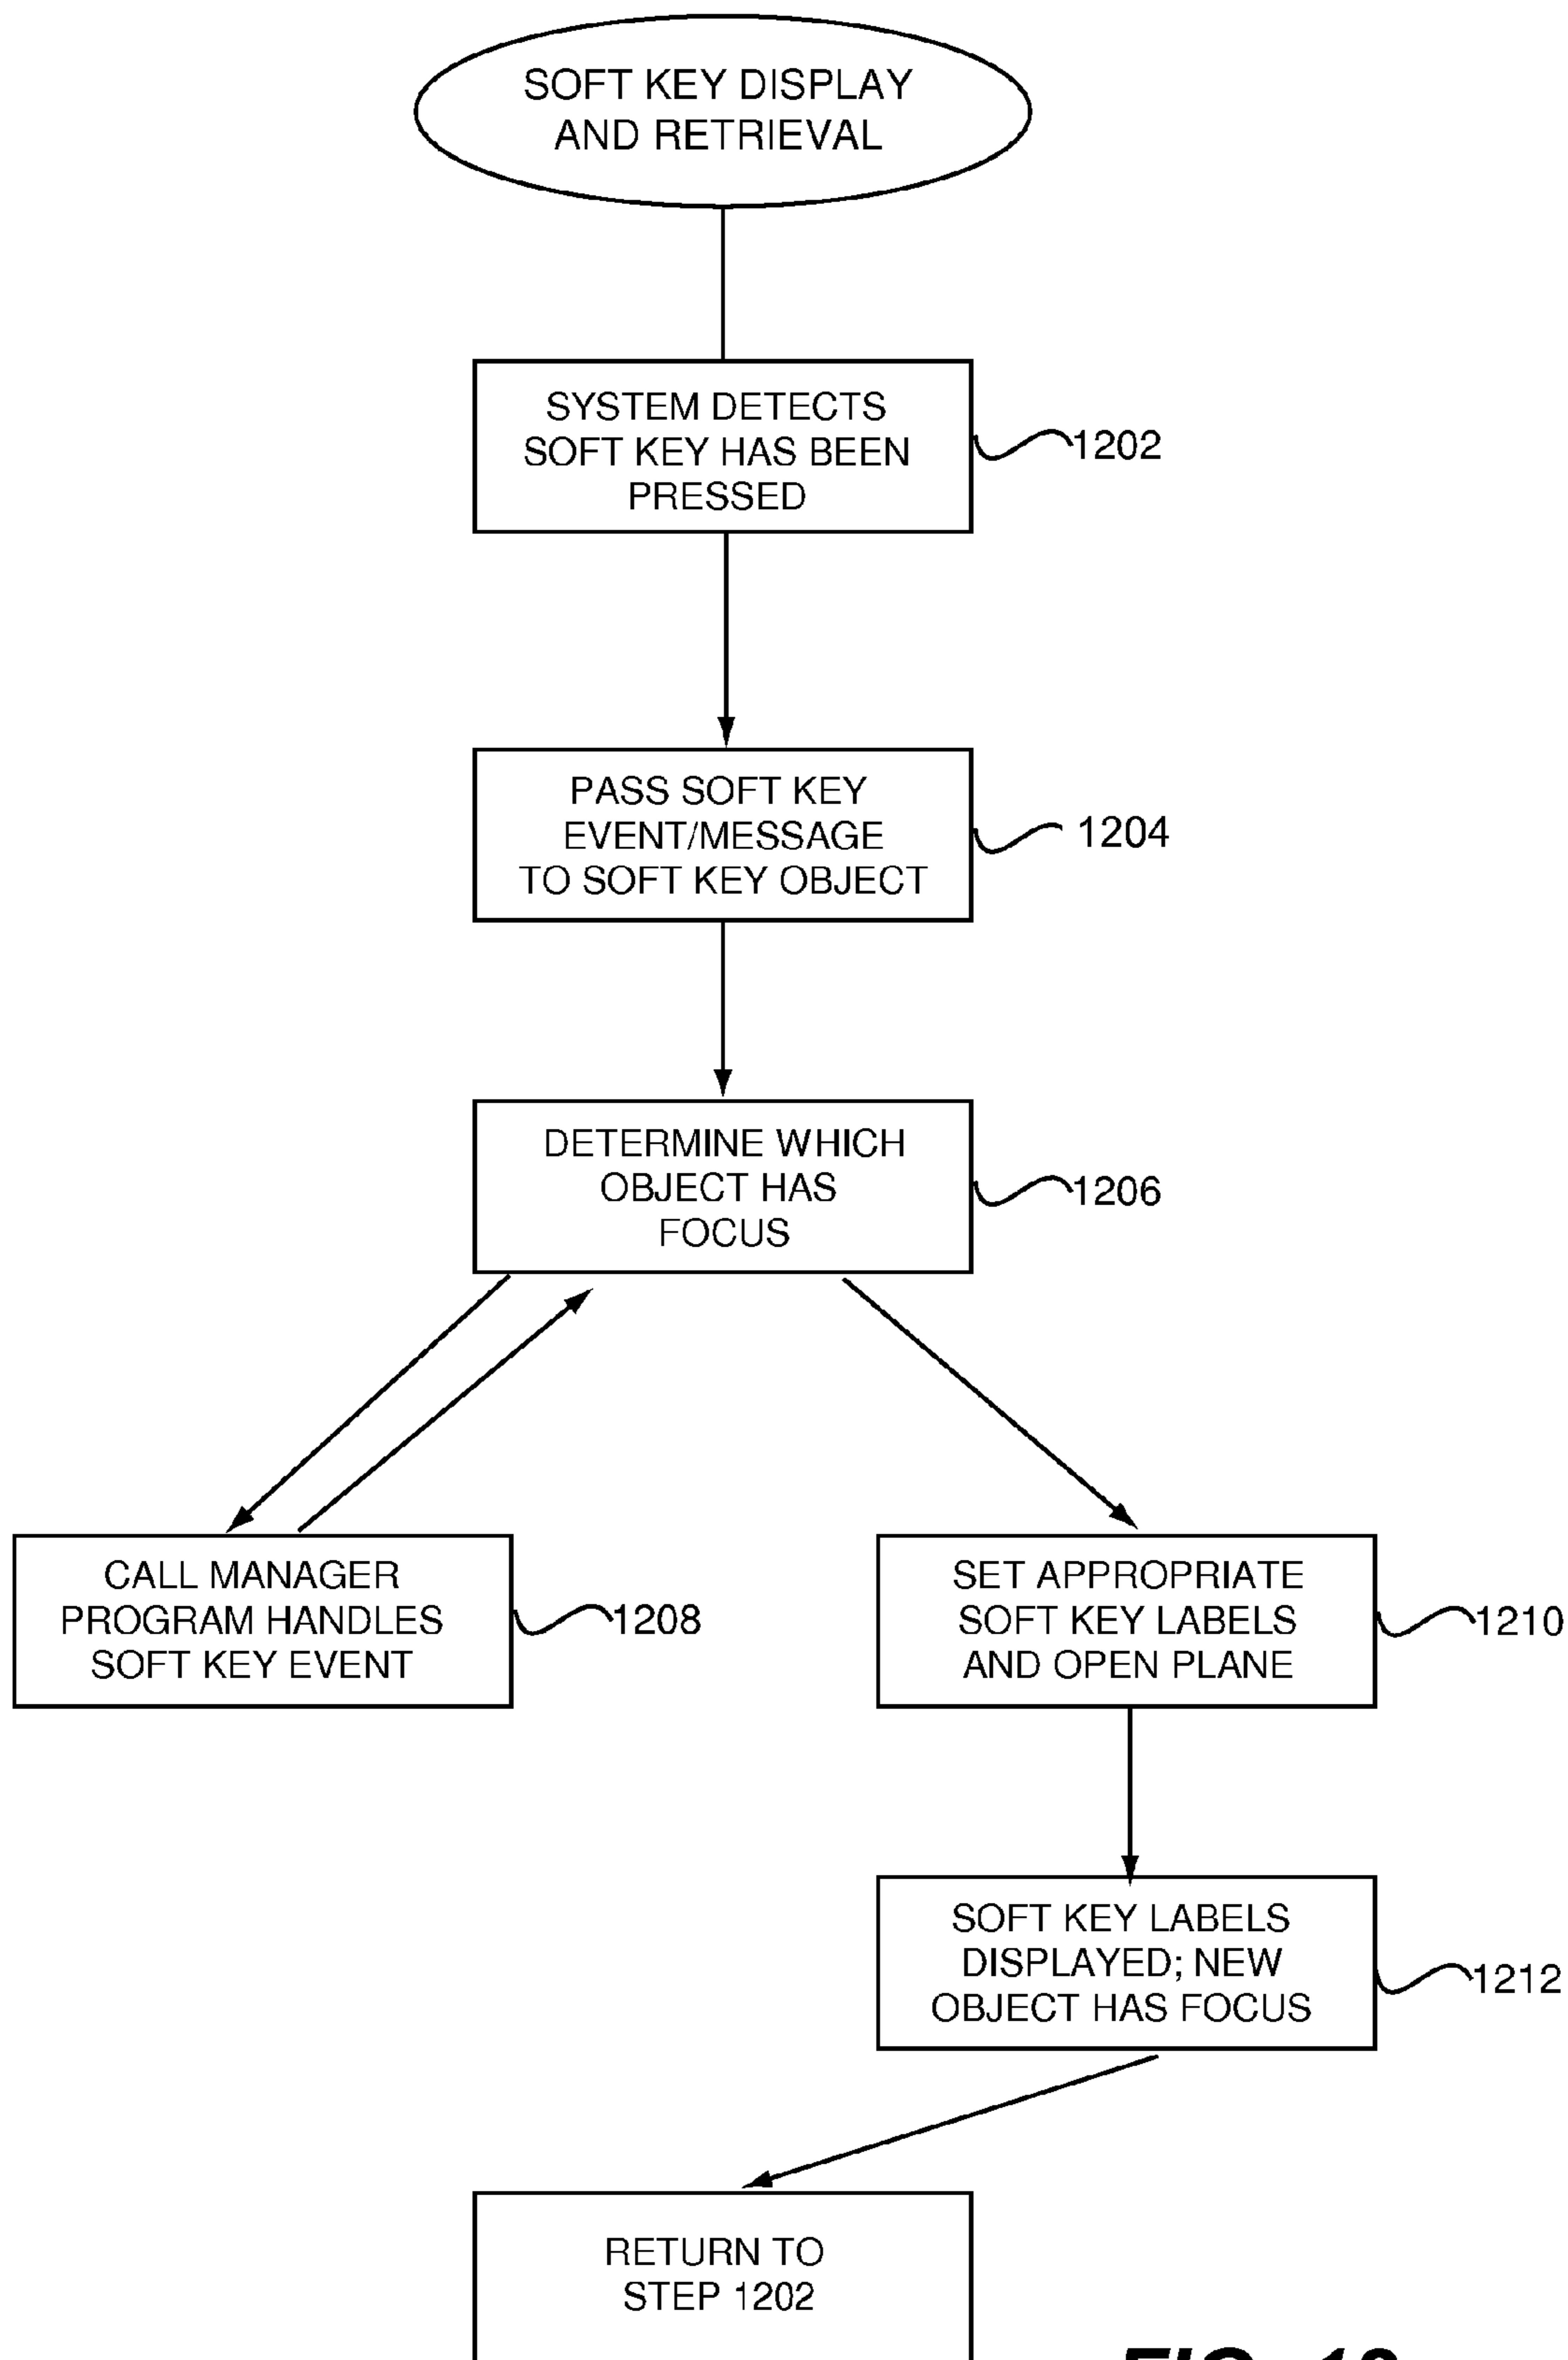 SOFT KEY DISPLAY
AND RETRIEVAL
SYSTEM DETECTS
SOFT KEY HAS BEEN
PRESSED
1202
PASS SOFT KEY
EVENT/MESSAGE
TO SOFT KEY OBJECT
1204
DETERMINE WHICH
OBJECT HAS
FOCUS
1206
CALL MANAGER
PROGRAM HANDLES
SOFT KEY EVENT
1208
SET APPROPRIATE
SOFT KEY LABELS
AND OPEN PLANE
1210
SOFT KEY LABELS
DISPLAYED; NEW
OBJECT HAS FOCUS
1212
RETURN TO
STEP 1202